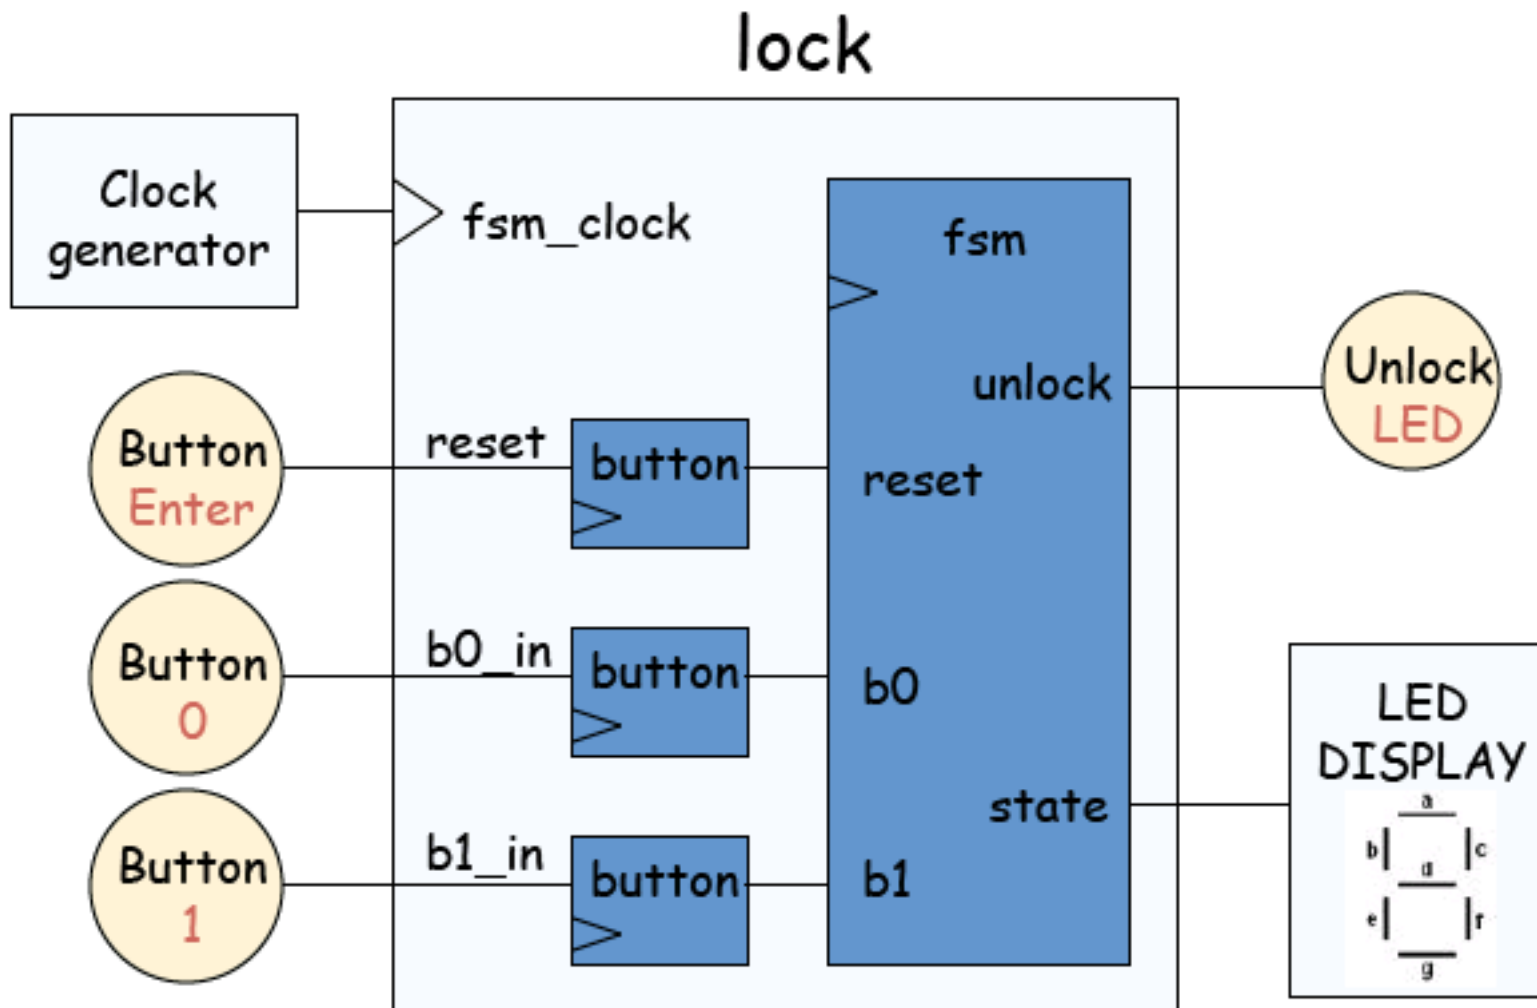 lock
Clock
generator
fsm_clock
fsm
unlock
Unlock
LED
Button
Enter
reset
button
reset
Button
0
b0_in
button
b0
LED
DISPLAY
a
b
c
d
e
f
g
state
Button
1
b1_in
button
b1